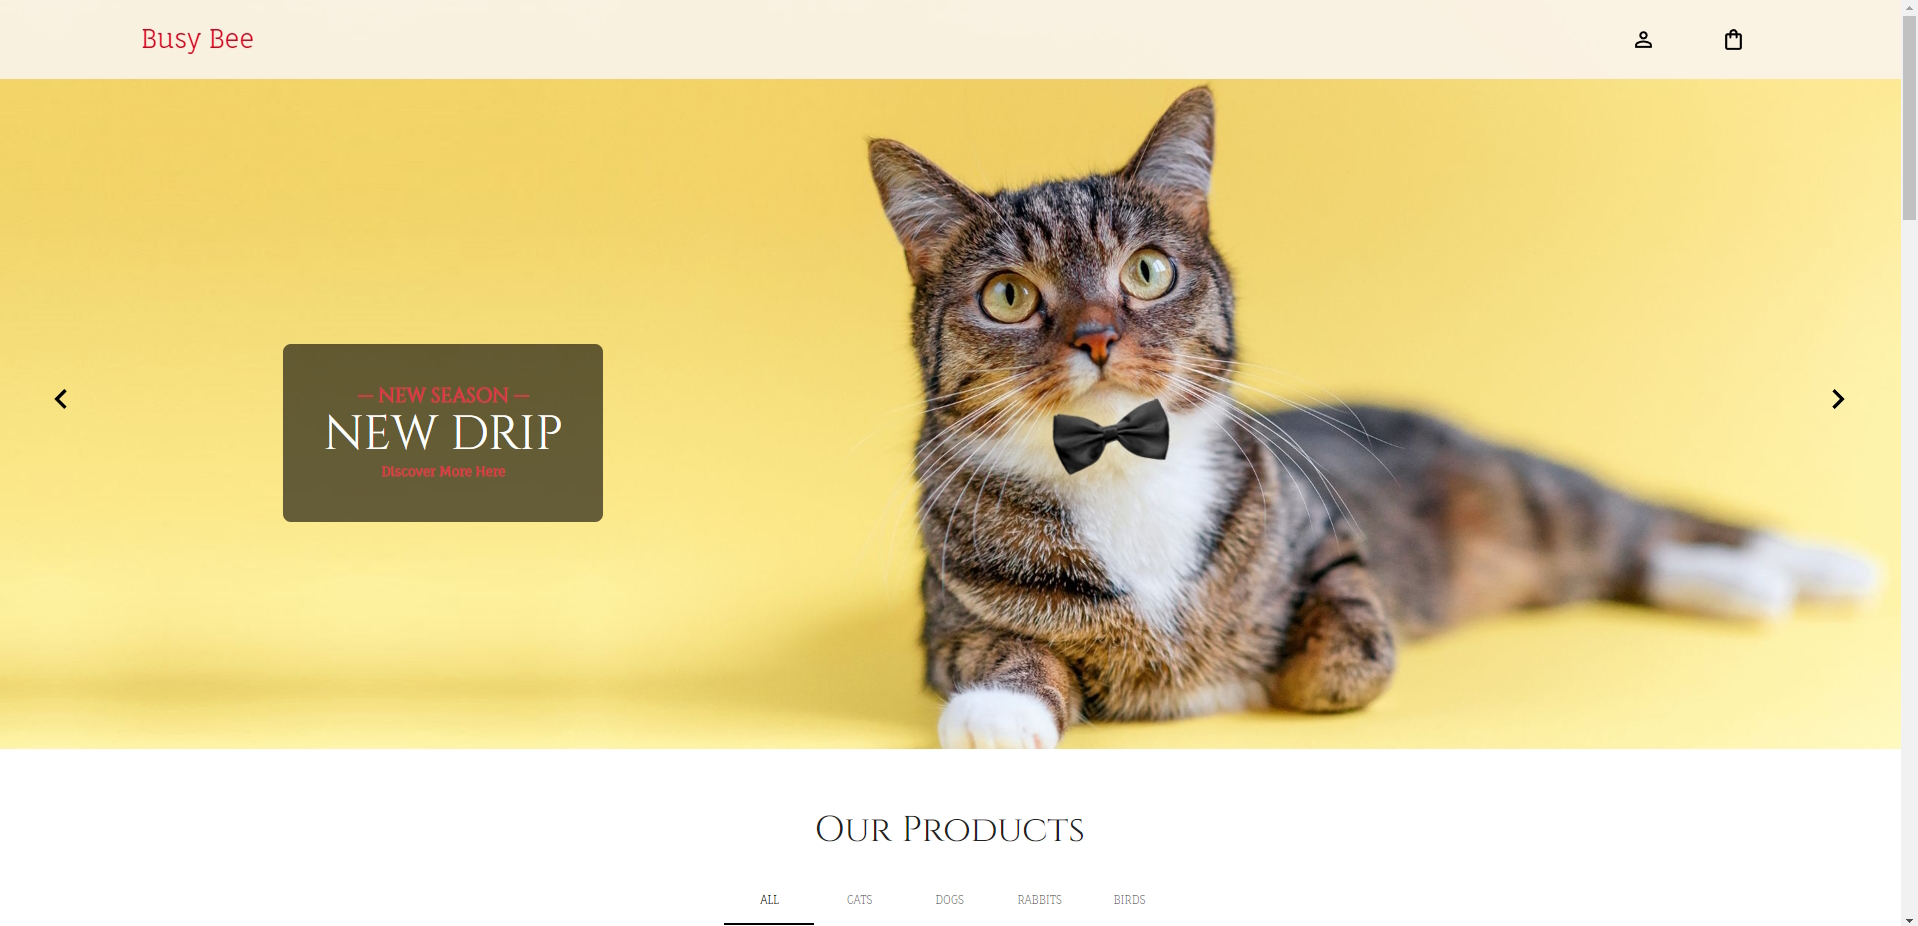 Busy Bee
— NEW SEASON —
NEW DRIP
Discover More Here
Our Products
ALL CATS DOGS RABBITS BIRDS